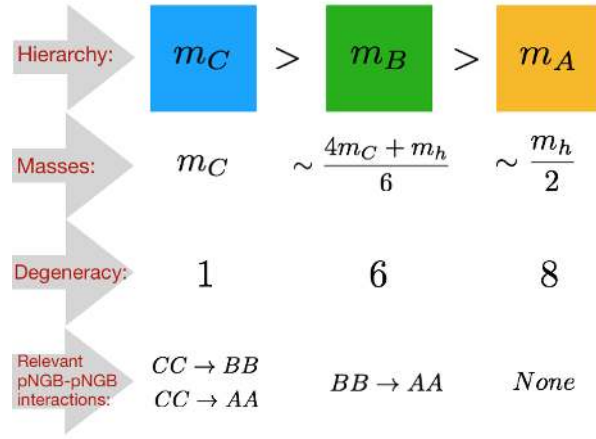 Hierarchy: m_C > m_B > m_A
Masses: m_C ∼ (4m_C + m_h)/6 ∼ m_h/2
Degeneracy: 1 6 8
Relevant
pNGB-pNGB
interactions:
CC → BB
CC → AA
BB → AA
None